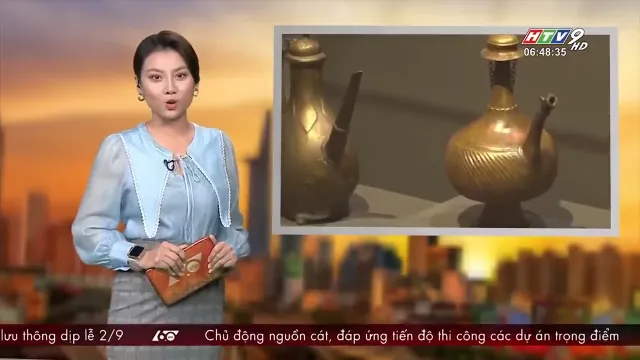 HTV9
HD
06:48:35
lưu thông dịp lễ 2/9
60
Chủ động nguồn cát, đáp ứng tiến độ thi công các dự án trọng điểm